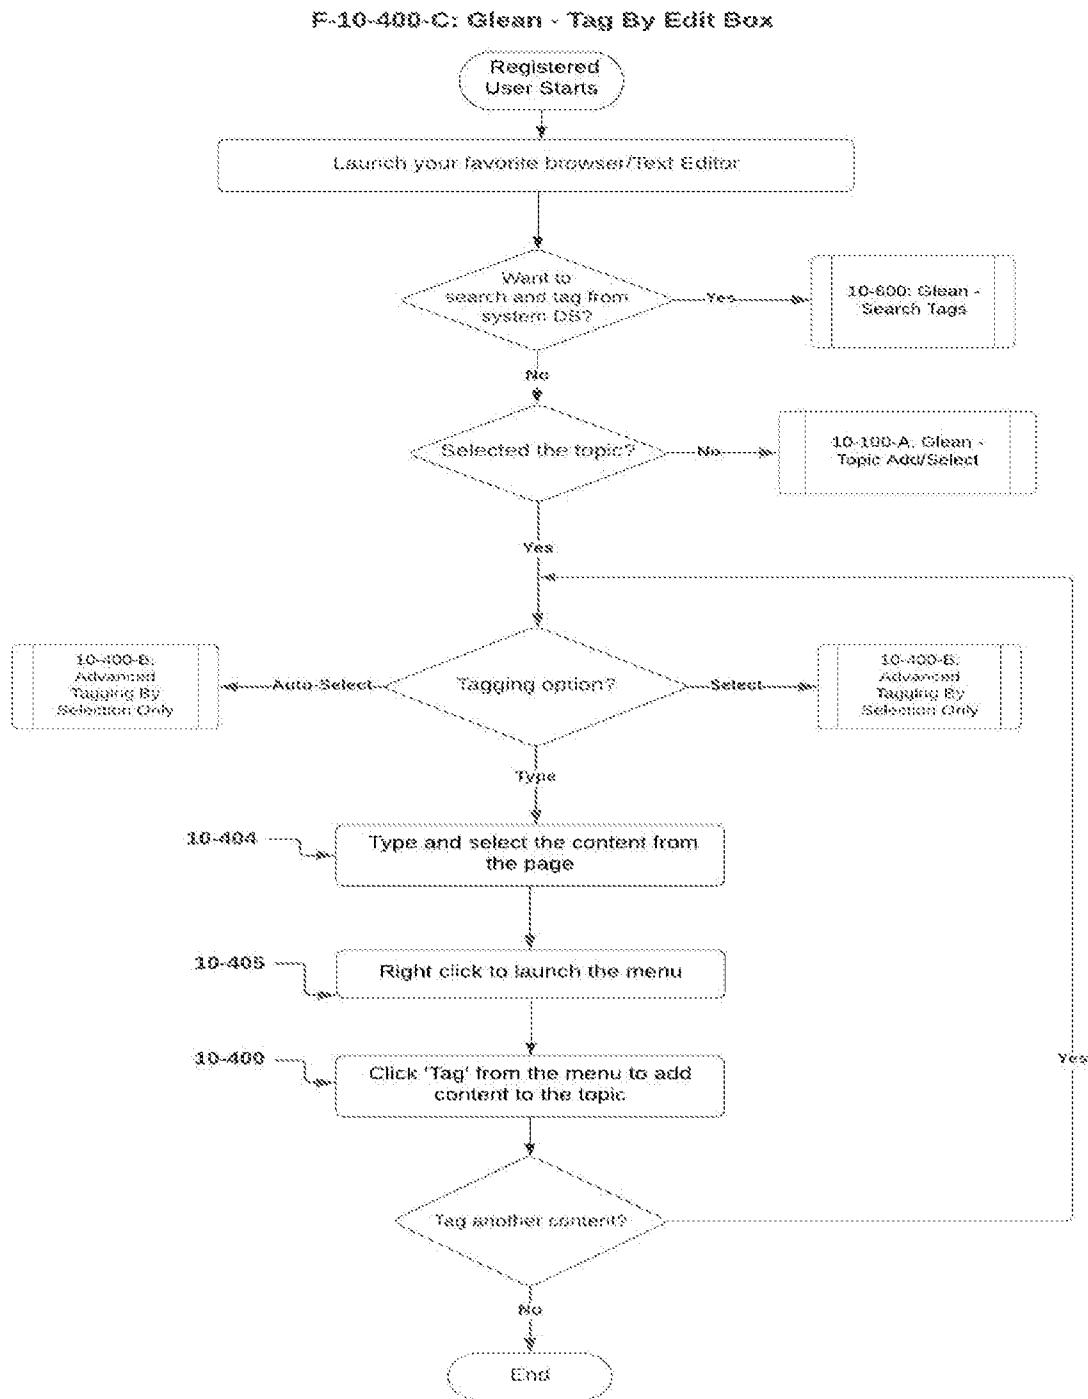 F-10-400-C: Glean - Tag By Edit Box
Registered
User Starts
Launch your favorite browser/Text Editor
Want to
search and tag from
system DB?
Yes
10-600: Glean -
Search Tags
No
Selected the topic?
No
10-100-A: Glean -
Topic Add/Select
Yes
10-400-B:
Advanced
Tagging By
Selection Only
Auto-Select
Tagging option?
Select
10-400-B:
Advanced
Tagging By
Selection Only
Type
10-404
Type and select the content from
the page
10-405
Right click to launch the menu
10-400
Click 'Tag' from the menu to add
content to the topic
Yes
Tag another content?
No
End